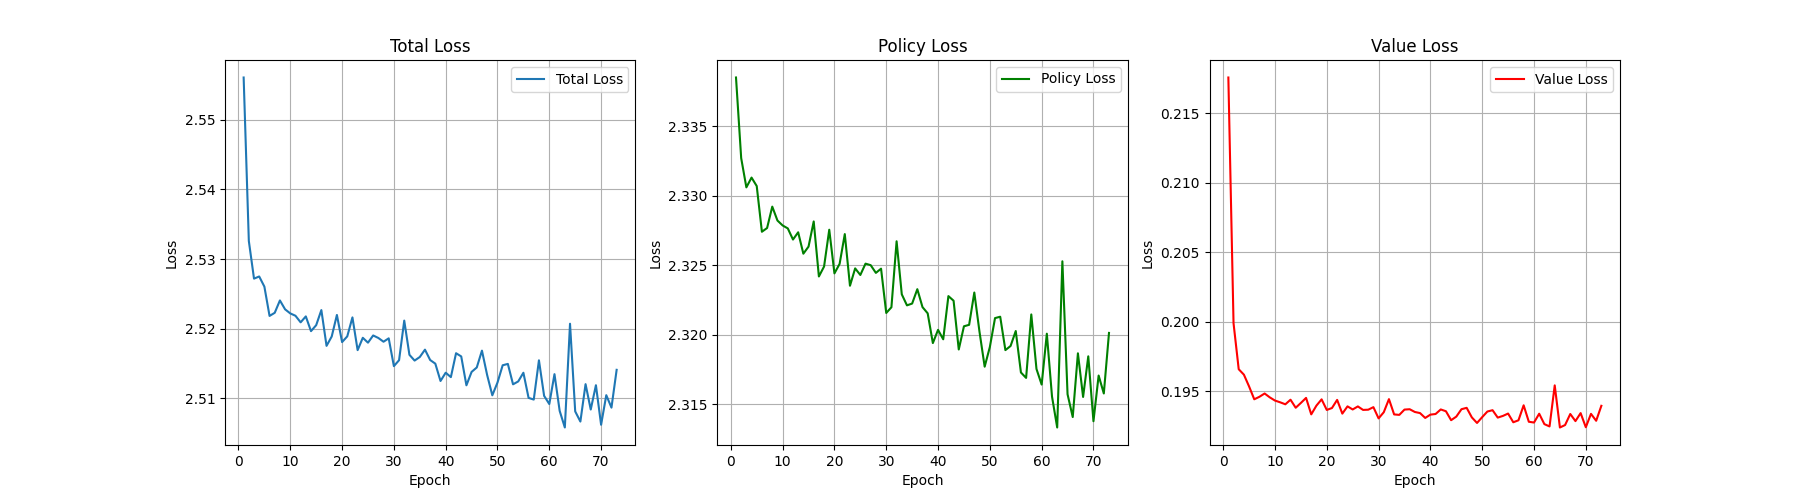 Total Loss
Total Loss
2.55
2.54
2.53
2.52
2.51
Loss
0 10 20 30 40 50 60 70
Epoch
Policy Loss
Policy Loss
2.335
2.330
2.325
2.320
2.315
Loss
0 10 20 30 40 50 60 70
Epoch
Value Loss
Value Loss
0.215
0.210
0.205
0.200
0.195
Loss
0 10 20 30 40 50 60 70
Epoch